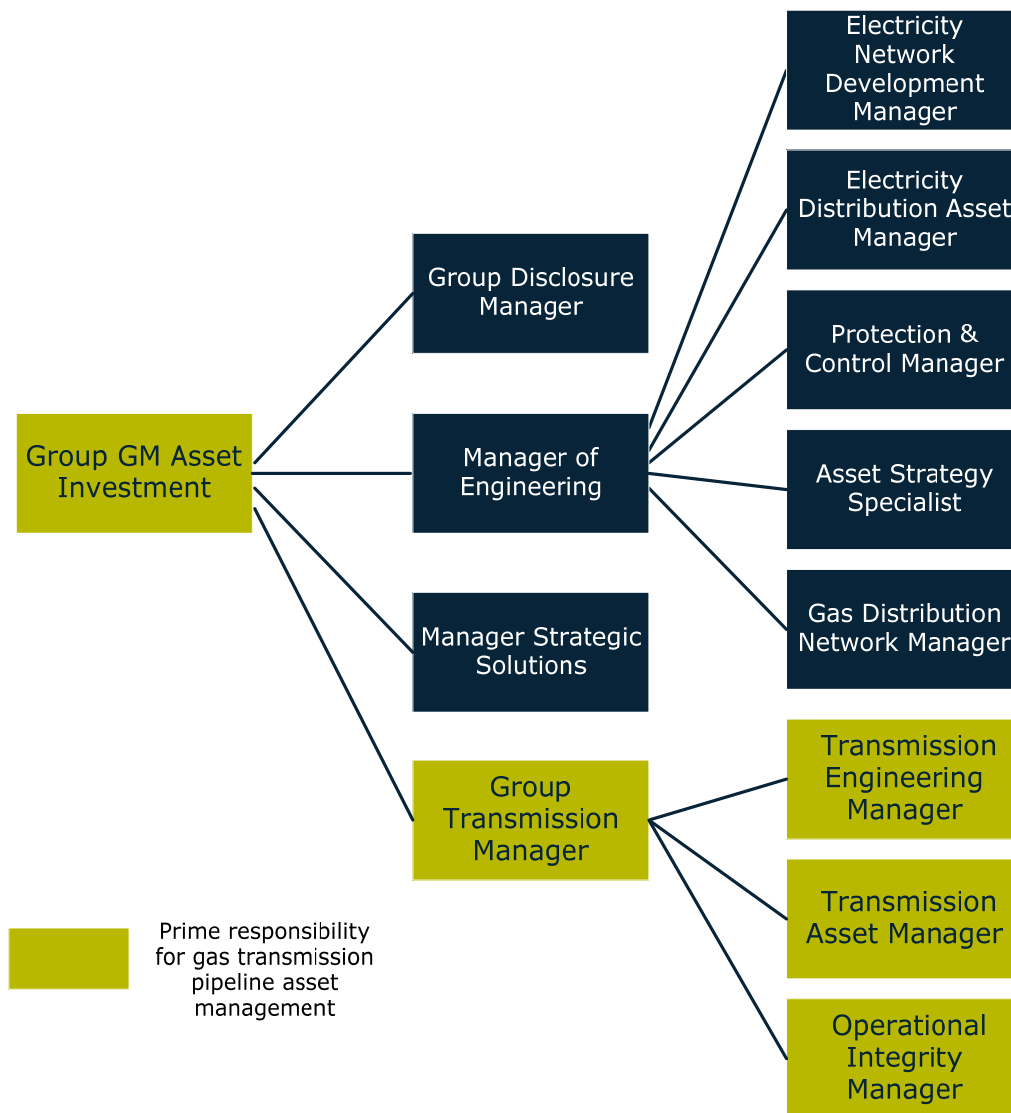 Electricity
Network
Development
Manager
Electricity
Distribution Asset
Manager
Group Disclosure
Manager
Protection &
Control Manager
Group GM Asset
Investment
Manager of
Engineering
Asset Strategy
Specialist
Manager Strategic
Solutions
Gas Distribution
Network Manager
Group
Transmission
Manager
Transmission
Engineering
Manager
Transmission
Asset Manager
Operational
Integrity
Manager
Prime responsibility
for gas transmission
pipeline asset
management